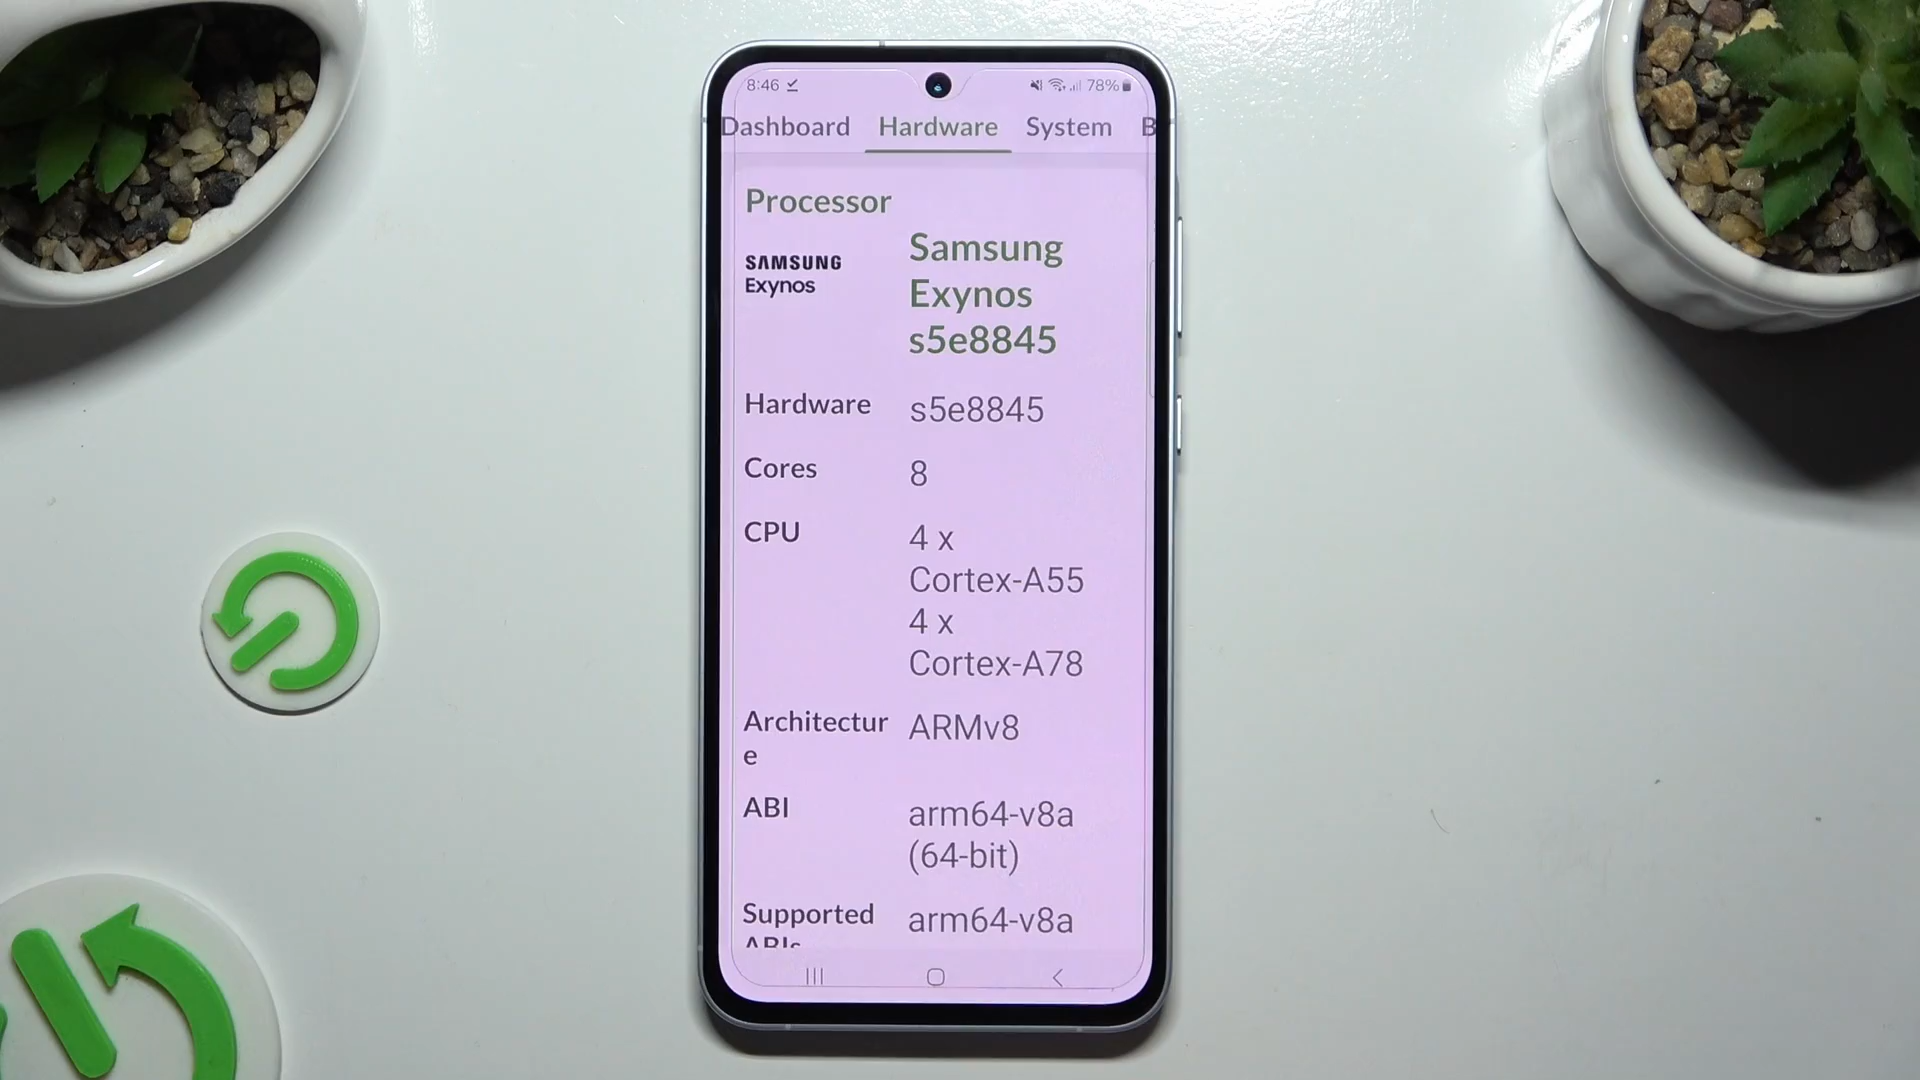 8:46 78%
Dashboard Hardware System B
Processor
SAMSUNG
Exynos
Samsung
Exynos
s5e8845
Hardware s5e8845
Cores 8
CPU 4 x
Cortex-A55
4 x
Cortex-A78
Architectur ARMv8
e
ABI arm64-v8a
(64-bit)
Supported arm64-v8a
ABIs